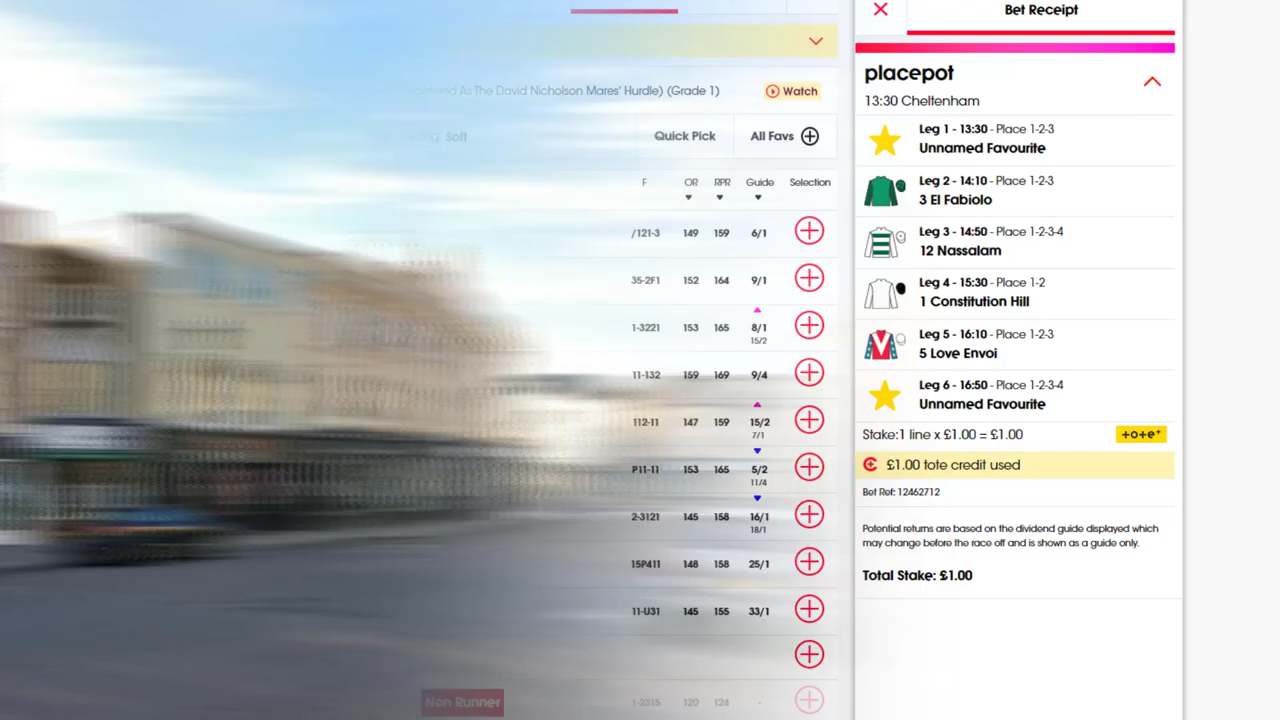 Bet Receipt
placepot
13:30 Cheltenham
As The David Nicholson Mares' Hurdle) (Grade 1)
Watch
Soft
Quick Pick
All Favs
F OR RPR Guide Selection
/121-3 149 159 6/1
35-2F1 152 164 9/1
1-3221 153 165 8/1
15/2
11-132 159 169 9/4
112-11 147 159 15/2
7/1
P11-11 153 165 5/2
11/4
2-3121 145 158 16/1
18/1
15P411 148 158 25/1
11-U31 145 155 33/1
Non Runner
1-2315 120 124 -
Leg 1 - 13:30 - Place 1-2-3
Unnamed Favourite
Leg 2 - 14:10 - Place 1-2-3
3 El Fabiolo
Leg 3 - 14:50 - Place 1-2-3-4
12 Nassalam
Leg 4 - 15:30 - Place 1-2
1 Constitution Hill
Leg 5 - 16:10 - Place 1-2-3
5 Love Envoi
Leg 6 - 16:50 - Place 1-2-3-4
Unnamed Favourite
Stake:1 line x £1.00 = £1.00
tote+
£1.00 tote credit used
Bet Ref: 12462712
Potential returns are based on the dividend guide displayed which
may change before the race off and is shown as a guide only.
Total Stake: £1.00